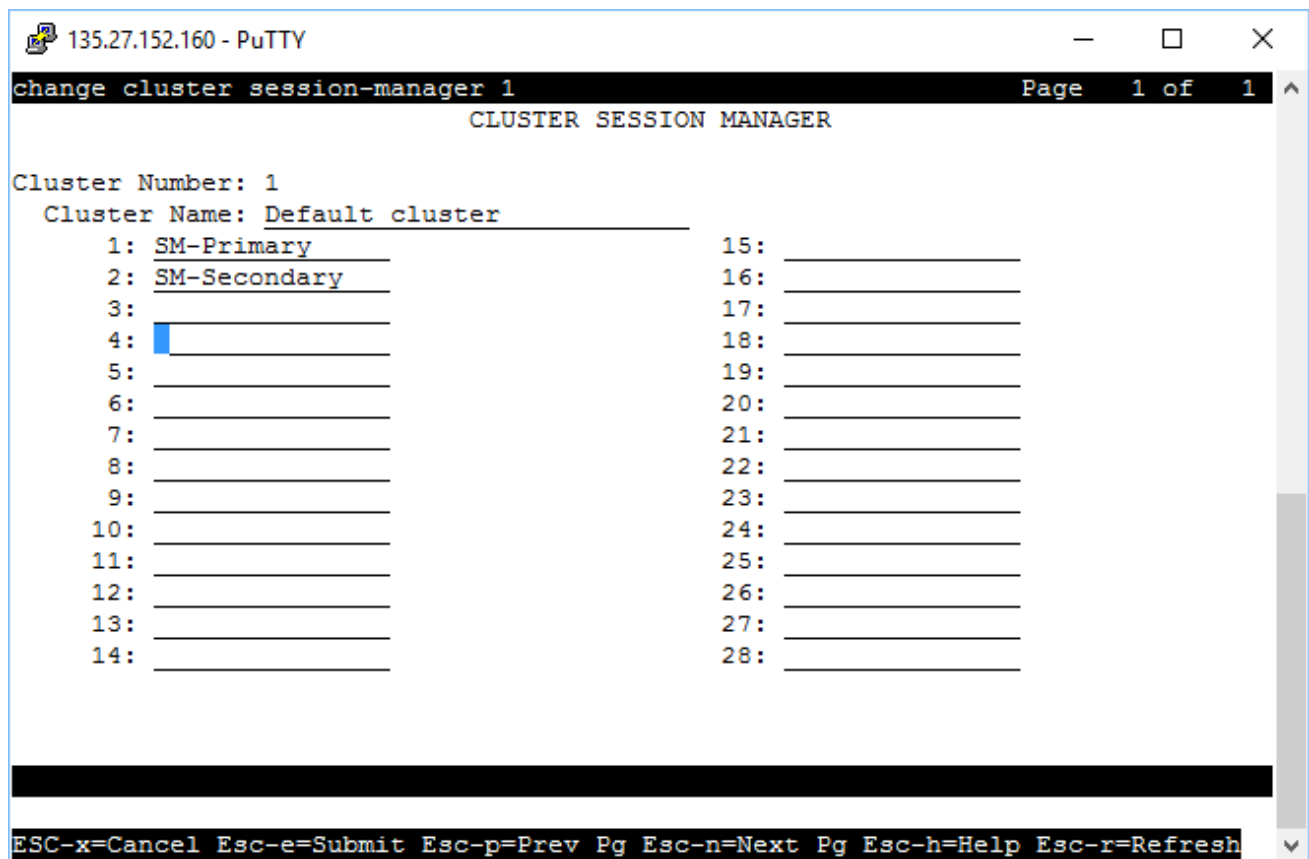 135.27.152.160 - PuTTY
change cluster session-manager 1 Page 1 of 1
CLUSTER SESSION MANAGER
Cluster Number: 1
Cluster Name: Default cluster
1: SM-Primary 15:
2: SM-Secondary 16:
3: 17:
4: 18:
5: 19:
6: 20:
7: 21:
8: 22:
9: 23:
10: 24:
11: 25:
12: 26:
13: 27:
14: 28:
ESC-x=Cancel Esc-e=Submit Esc-p=Prev Pg Esc-n=Next Pg Esc-h=Help Esc-r=Refresh